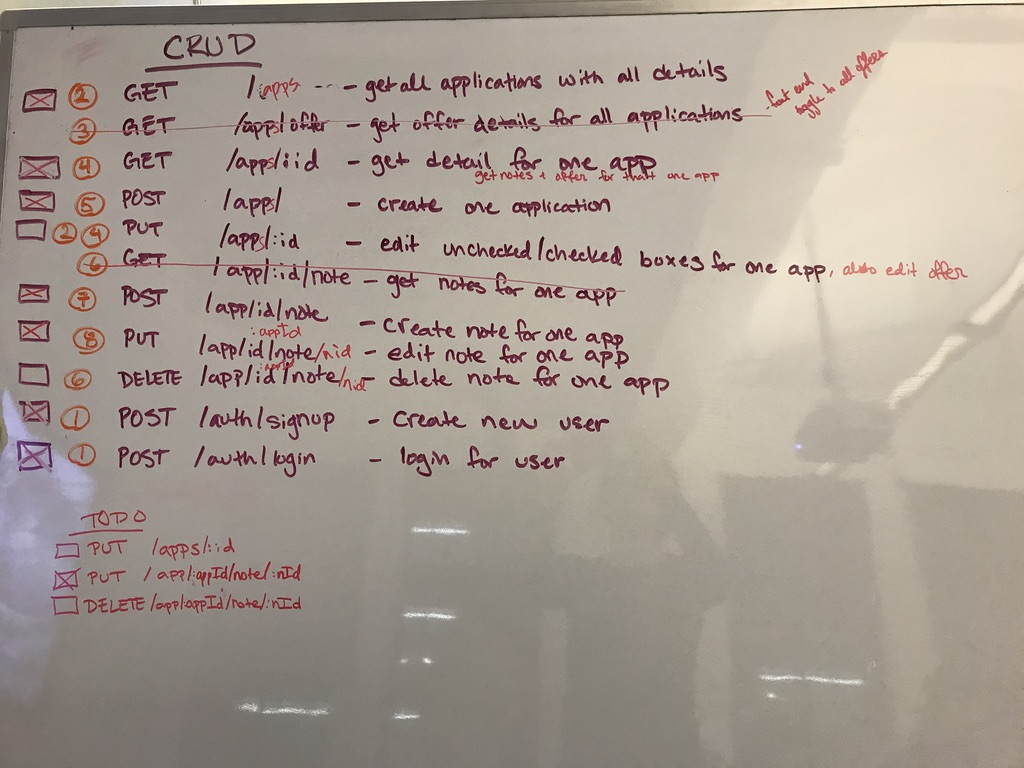 CRUD
② GET /apps --- - get all applications with all details
③ GET /apps/offer - get offer details for all applications - front end toggle to all offers
④ GET /apps/:id - get detail for one app
get notes + offer for thatt one app
⑤ POST /apps/ - create one application
② ④ PUT /apps/:id - edit unchecked/checked boxes for one app, also edit offer
⑥ GET /app/:id/note - get notes for one app
⑦ POST /app/id/note - create note for one app
:appId
⑧ PUT /app/id/note/nid - edit note for one app
⑥ DELETE /app/id/note/nid - delete note for one app
① POST /auth/signup - Create new user
① POST /auth/login - login for user
TODO
PUT /apps/:id
PUT /app/:appId/note/:nId
DELETE /app/:appId/note/:nId